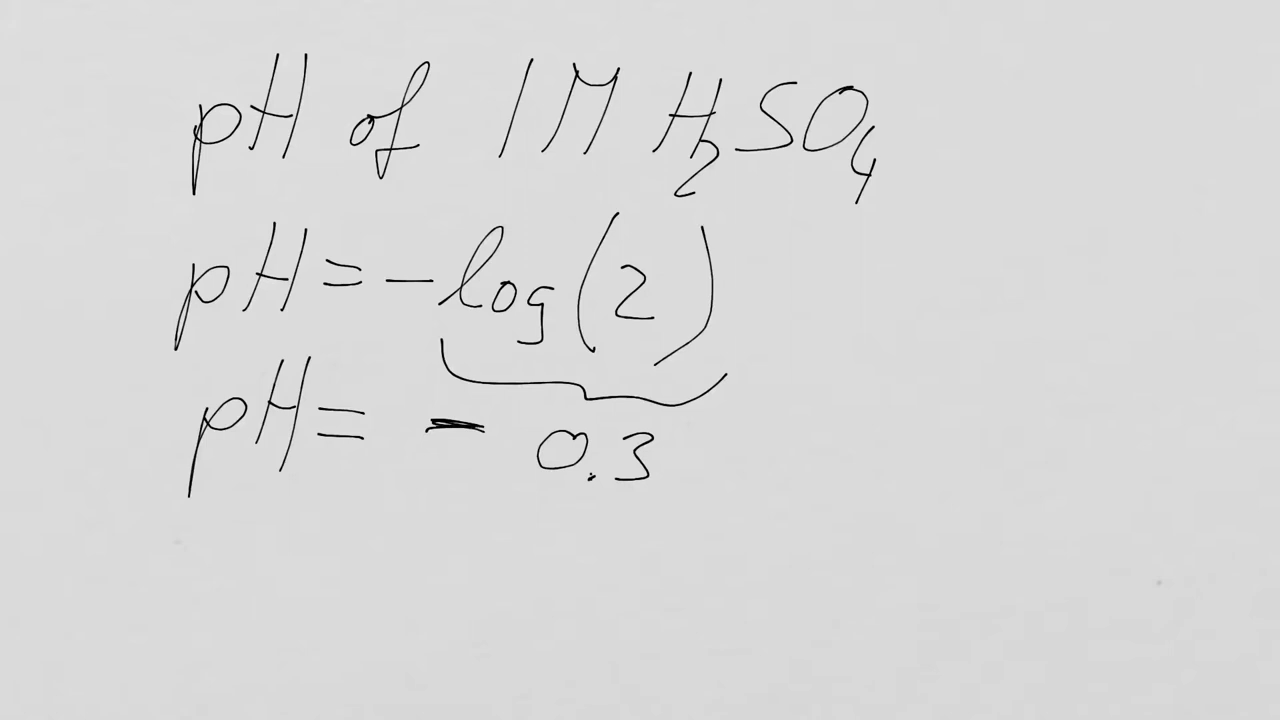 pH of 1M H₂SO₄
pH = -log(2)
pH = - 0.3